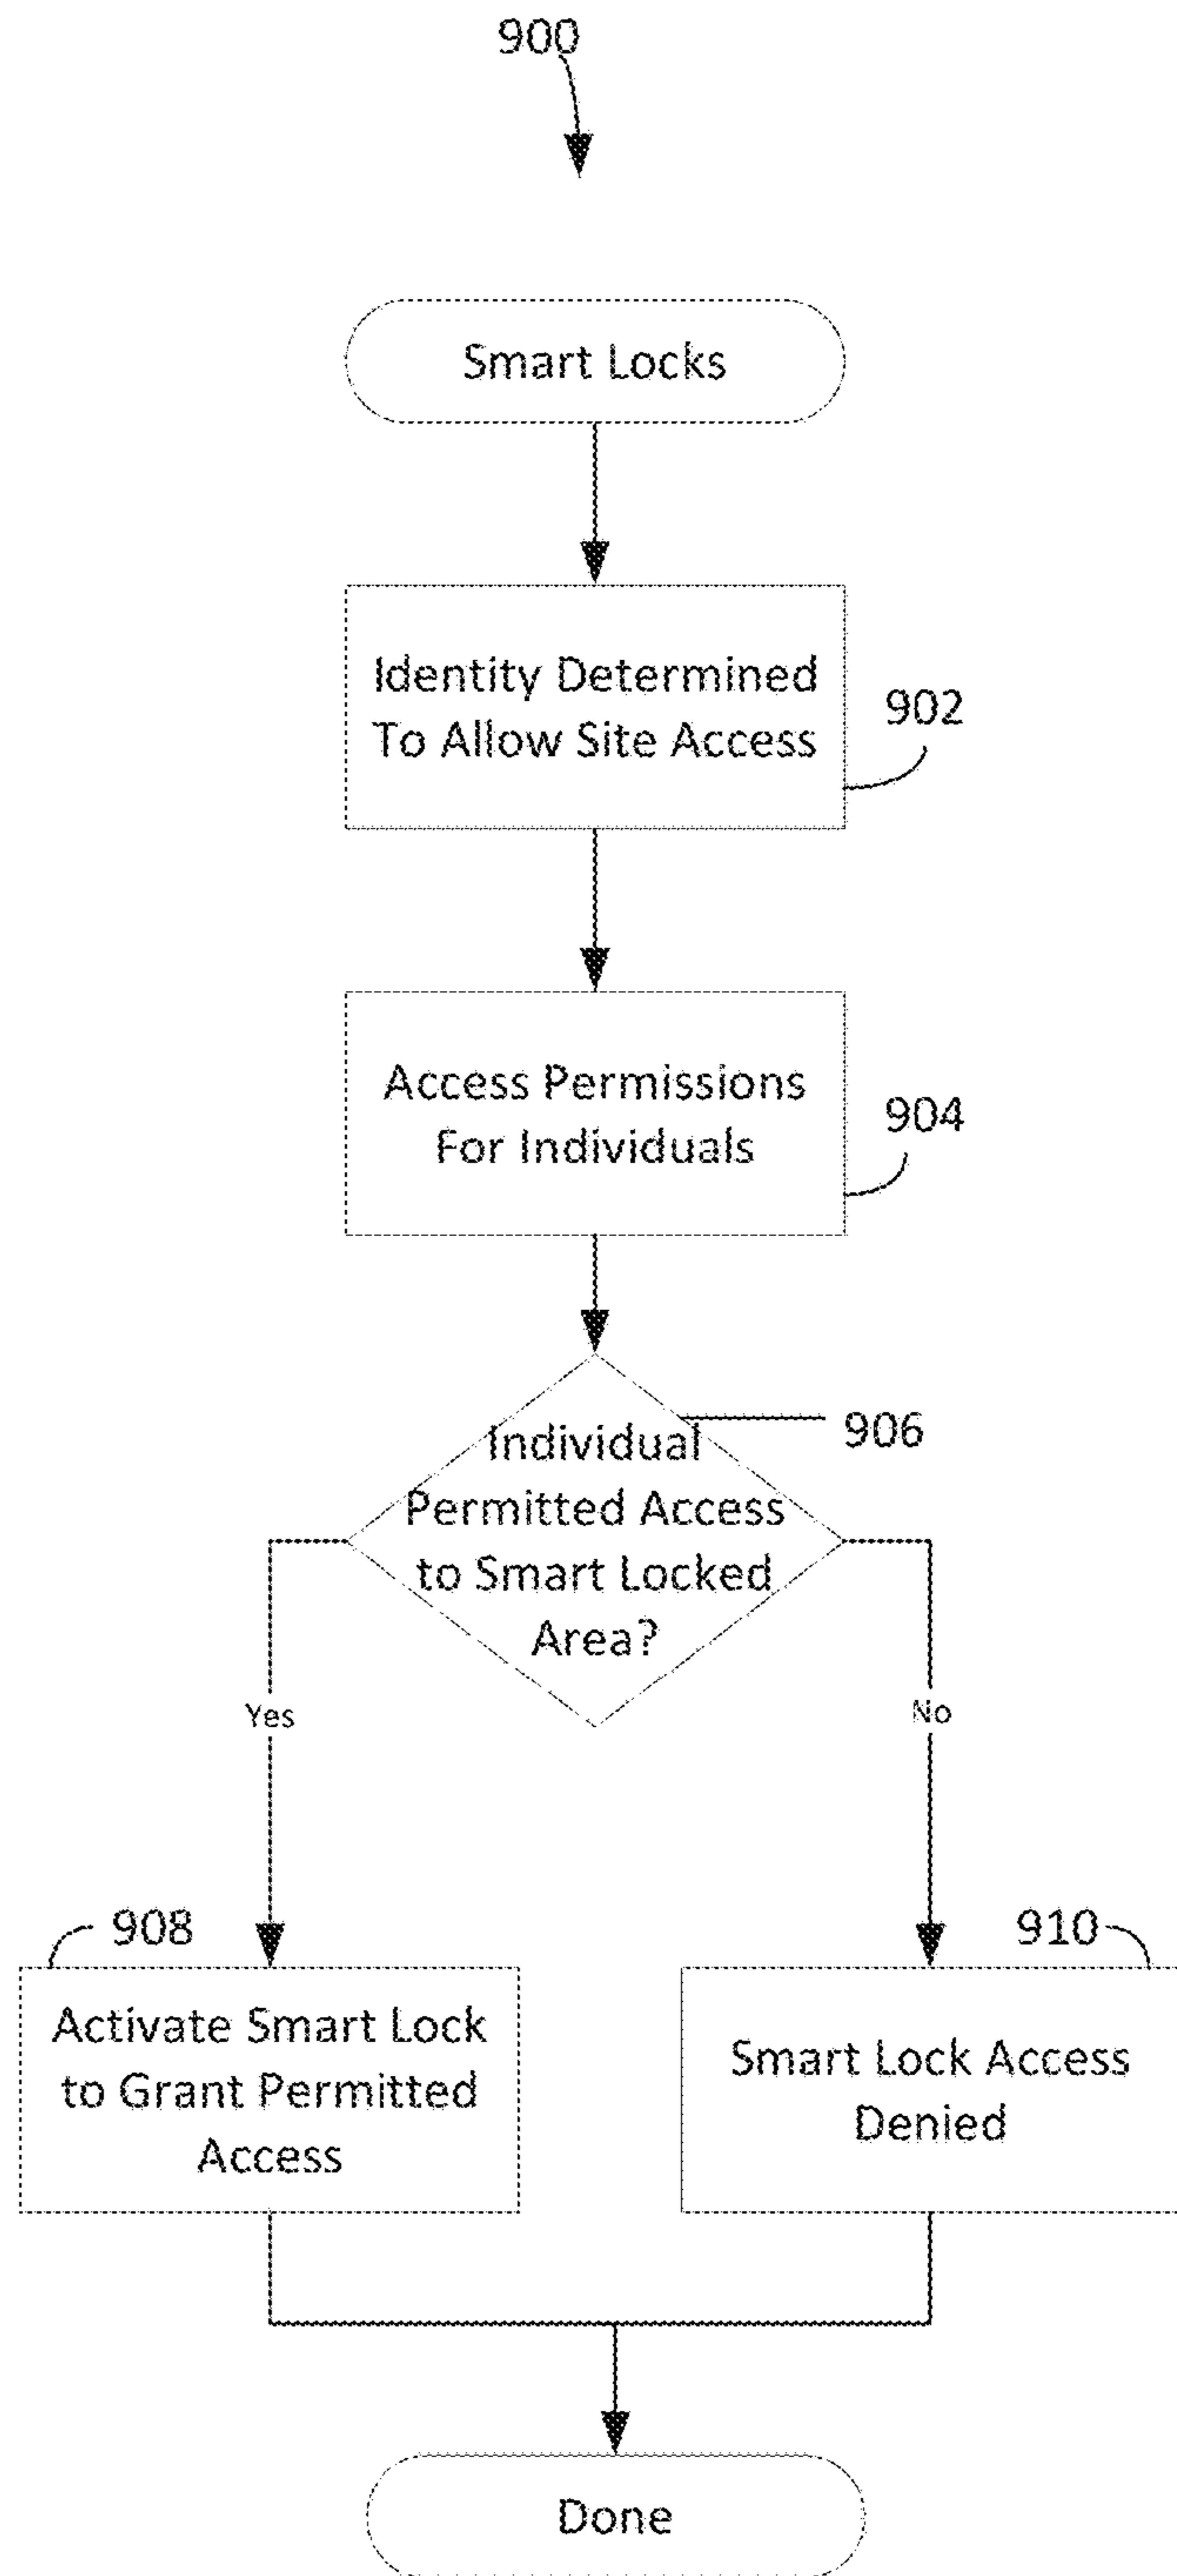 900
Smart Locks
Identity Determined
To Allow Site Access
902
Access Permissions
For Individuals
904
906
Individual
Permitted Access
to Smart Locked
Area?
Yes
No
908
910
Activate Smart Lock
to Grant Permitted
Access
Smart Lock Access
Denied
Done